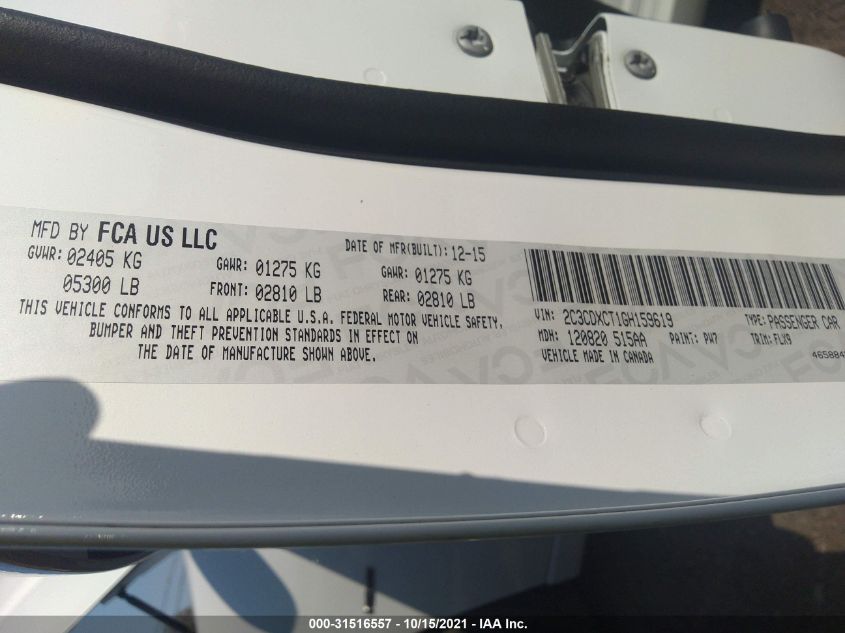 MFD BY FCA US LLC
DATE OF MFR(BUILT): 12-15
GVWR: 02405 KG
GAWR: 01275 KG
GAWR: 01275 KG
05300 LB
FRONT: 02810 LB
REAR: 02810 LB
THIS VEHICLE CONFORMS TO ALL APPLICABLE U.S.A. FEDERAL MOTOR VEHICLE SAFETY,
BUMPER AND THEFT PREVENTION STANDARDS IN EFFECT ON
THE DATE OF MANUFACTURE SHOWN ABOVE.
VIN: 2C3CDXCT1GH159619
TYPE: PASSENGER CAR
MDH: 120820 515AA
PAINT: PW7
TRIM: FLX9
VEHICLE MADE IN CANADA
000-31516557 - 10/15/2021 - IAA Inc.